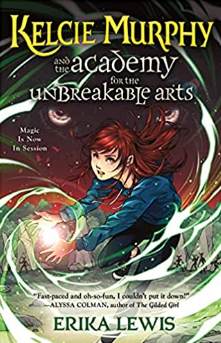 KELCIE MURPHY
and
the academy
for
the
UNBREAKABLE ARTS
Magic
Is Now
In Session
"Fast-paced and oh-so-fun, I couldn't put it down!"
—ALYSSA COLMAN, author of The Gilded Girl
ERIKA LEWIS